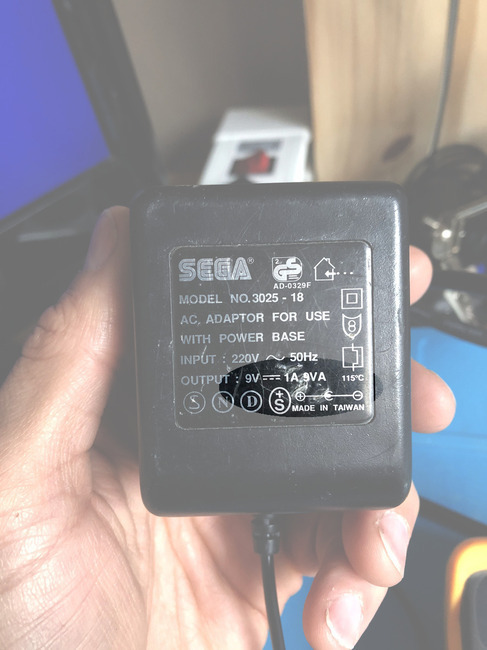 SEGA®
AD-0329F
MODEL NO.3025 - 18
AC, ADAPTOR FOR USE
WITH POWER BASE
INPUT : 220V ~ 50Hz
OUTPUT : 9V ⎓ 1A,9VA
115°C
S N D +S
MADE IN TAIWAN